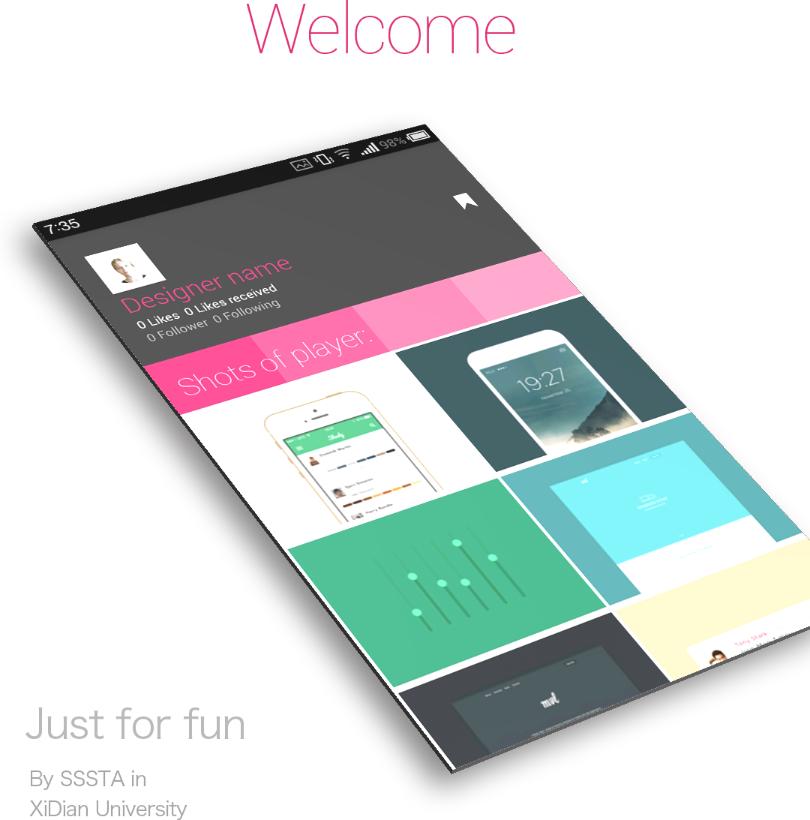 Welcome
7:35
98%
Designer name
0 Likes 0 Likes received
0 Follower 0 Following
Shots of player:
19:27
Tony Stark
Just for fun
By SSSTA in
XiDian University